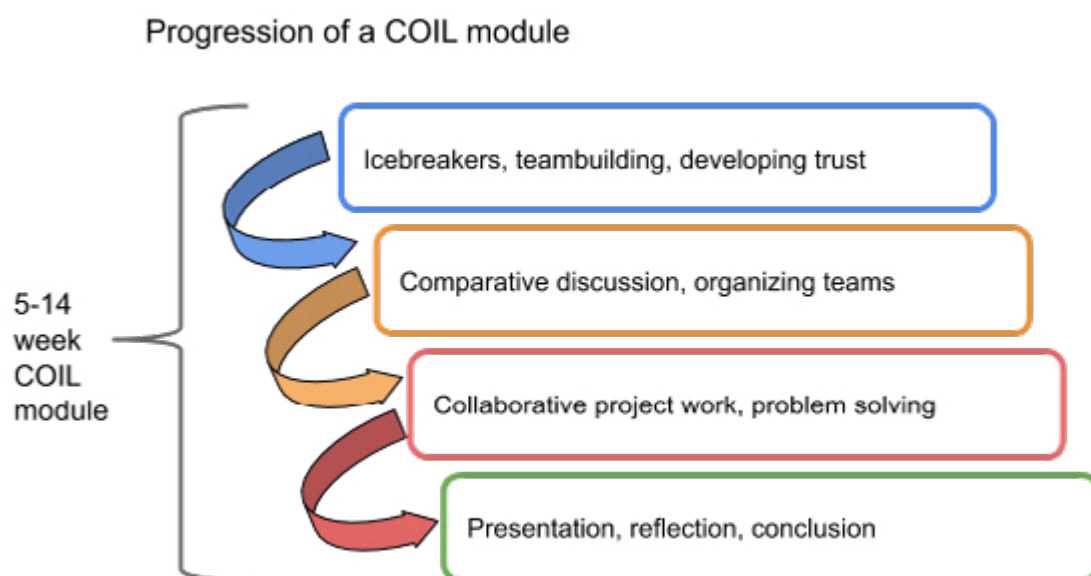 Progression of a COIL module
Icebreakers, teambuilding, developing trust
Comparative discussion, organizing teams
5-14
week
COIL
module
Collaborative project work, problem solving
Presentation, reflection, conclusion